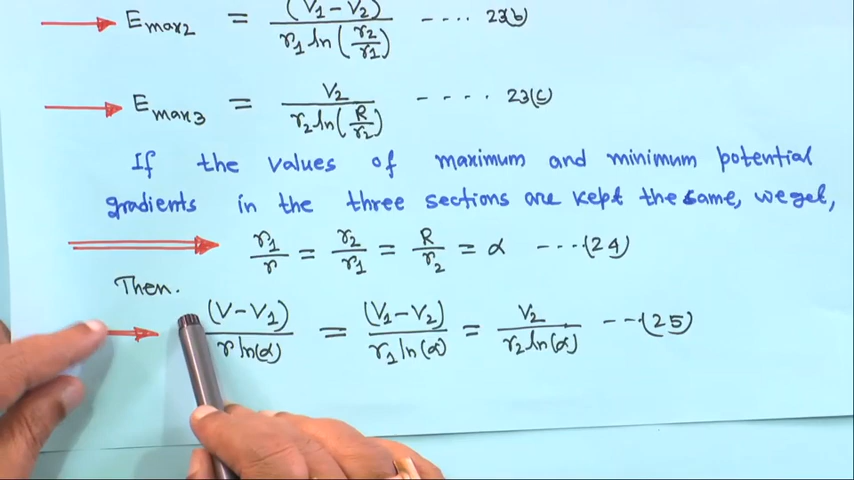 E max2 = (V1 - V2) / r1 ln(r2/r1) ---- 23(b)
E max3 = V2 / r2 ln(R/r2) ---- 23(c)
If the values of maximum and minimum potential
gradients in the three sections are kept the same, we get,
r1/r = r2/r1 = R/r2 = α ---(24)
Then.
(V-V1) / r ln(α) = (V1-V2) / r1 ln(α) = V2 / r2 ln(α) ---(25)